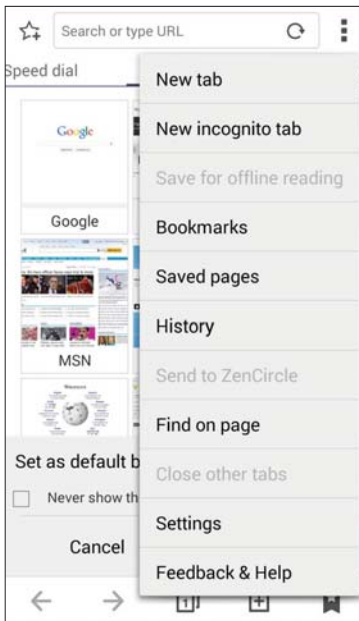 Search or type URL
Speed dial
New tab
New incognito tab
Google
Save for offline reading
Google
Bookmarks
Saved pages
History
MSN
Send to ZenCircle
Find on page
Set as default b
Close other tabs
Never show th
Settings
Cancel
Feedback & Help
1